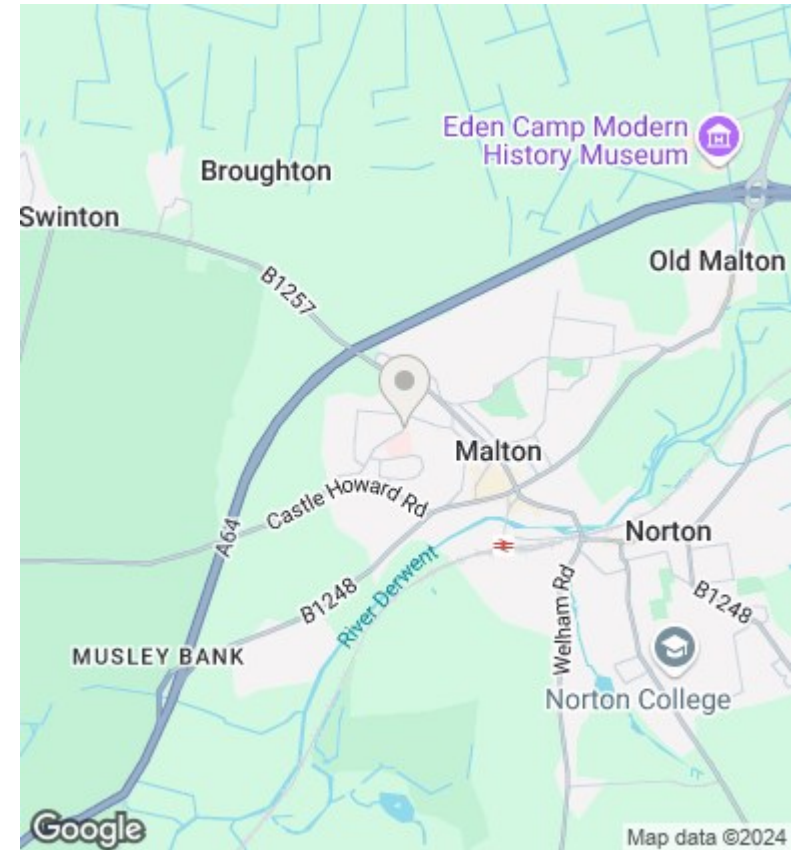 Eden Camp Modern
History Museum
Broughton
Swinton
Old Malton
B1257
Malton
Castle Howard Rd
A64
Norton
River Derwent
B1248
Welham Rd
B1248
MUSLEY BANK
Norton College
Google
Map data ©2024